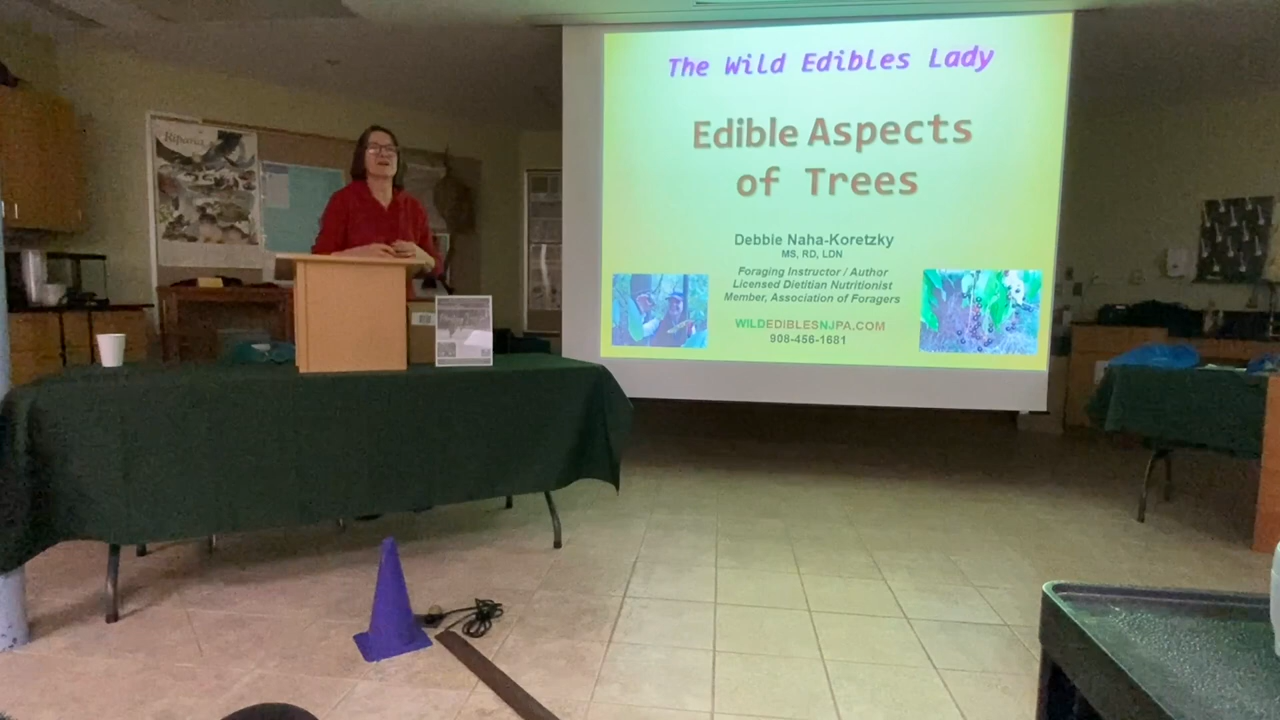 Riparia
The Wild Edibles Lady
Edible Aspects
of Trees
Debbie Naha-Koretzky
MS, RD, LDN
Foraging Instructor / Author
Licensed Dietitian Nutritionist
Member, Association of Foragers
WILDEDIBLESNJPA.COM
908-456-1681